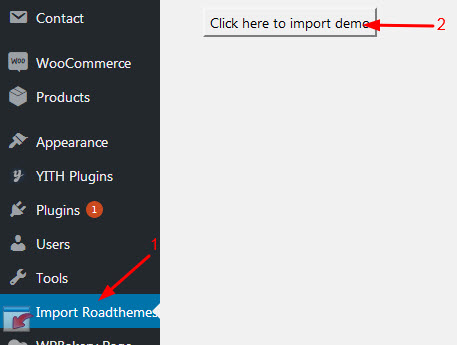 Contact
Click here to import demo
2
Woo
WooCommerce
Products
Appearance
YITH Plugins
Plugins 1
Users
1
Tools
Import Roadthemes
WPBakery Page